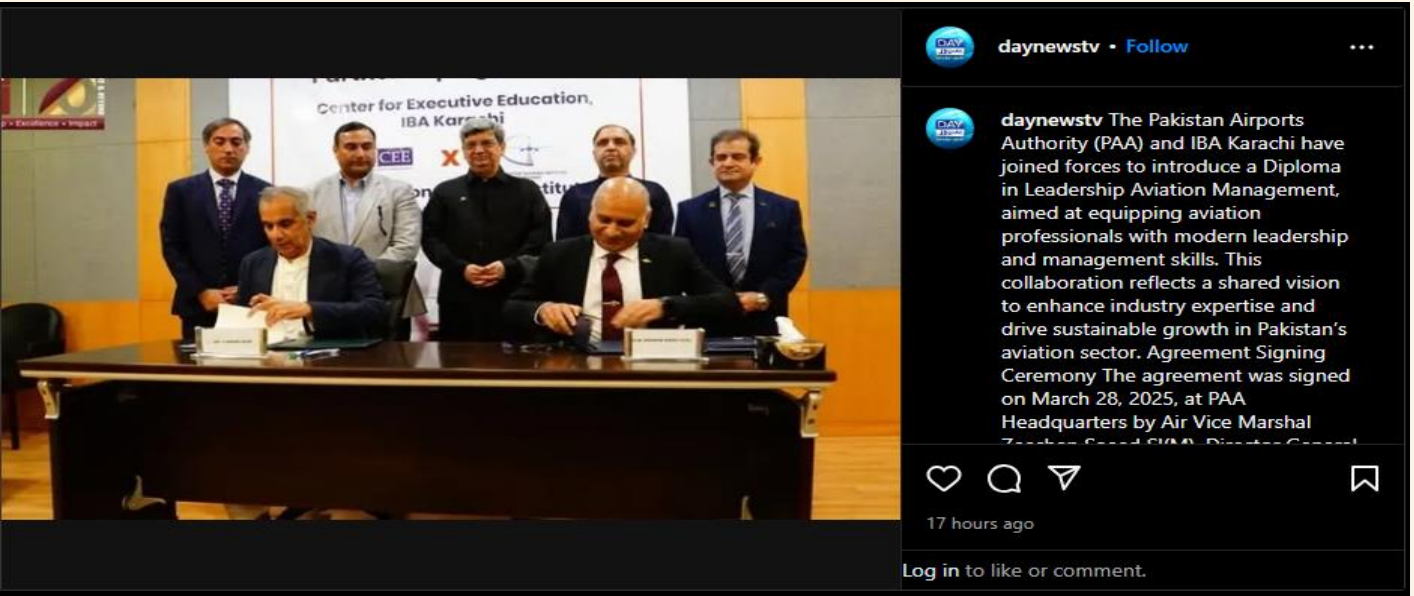 p • Excellence • Impact
Center for Executive Education,
IBA Karachi
CEE
X
daynewstv • Follow
DAY
daynewstv The Pakistan Airports
Authority (PAA) and IBA Karachi have
joined forces to introduce a Diploma
in Leadership Aviation Management,
aimed at equipping aviation
professionals with modern leadership
and management skills. This
collaboration reflects a shared vision
to enhance industry expertise and
drive sustainable growth in Pakistan's
aviation sector. Agreement Signing
Ceremony The agreement was signed
on March 28, 2025, at PAA
Headquarters by Air Vice Marshal
17 hours ago
Log in to like or comment.